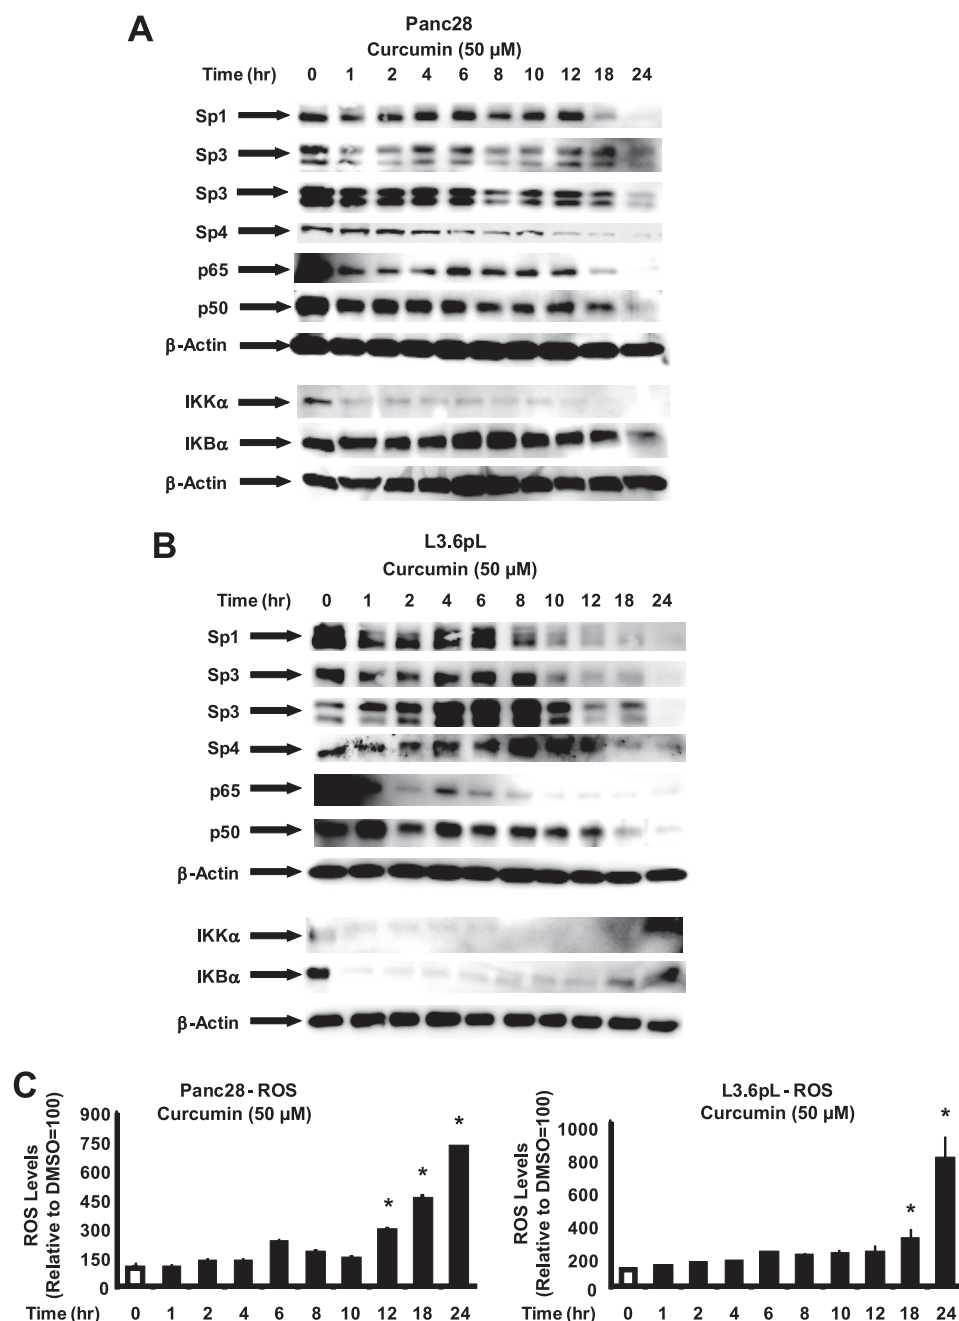 A
Panc28
Curcumin (50 µM)
Time (hr) 0 1 2 4 6 8 10 12 18 24
Sp1
Sp3
Sp3
Sp4
p65
p50
β-Actin
IKKα
IKBα
β-Actin
B
L3.6pL
Curcumin (50 µM)
Time (hr) 0 1 2 4 6 8 10 12 18 24
Sp1
Sp3
Sp3
Sp4
p65
p50
β-Actin
IKKα
IKBα
β-Actin
C
Panc28-ROS
Curcumin (50 µM)
ROS Levels
(Relative to DMSO=100)
900
750
600
450
300
150
0
* * *
Time (hr) 0 1 2 4 6 8 10 12 18 24
L3.6pL-ROS
Curcumin (50 µM)
ROS Levels
(Relative to DMSO=100)
1000
800
600
400
200
0
* *
Time (hr) 0 1 2 4 6 8 10 12 18 24